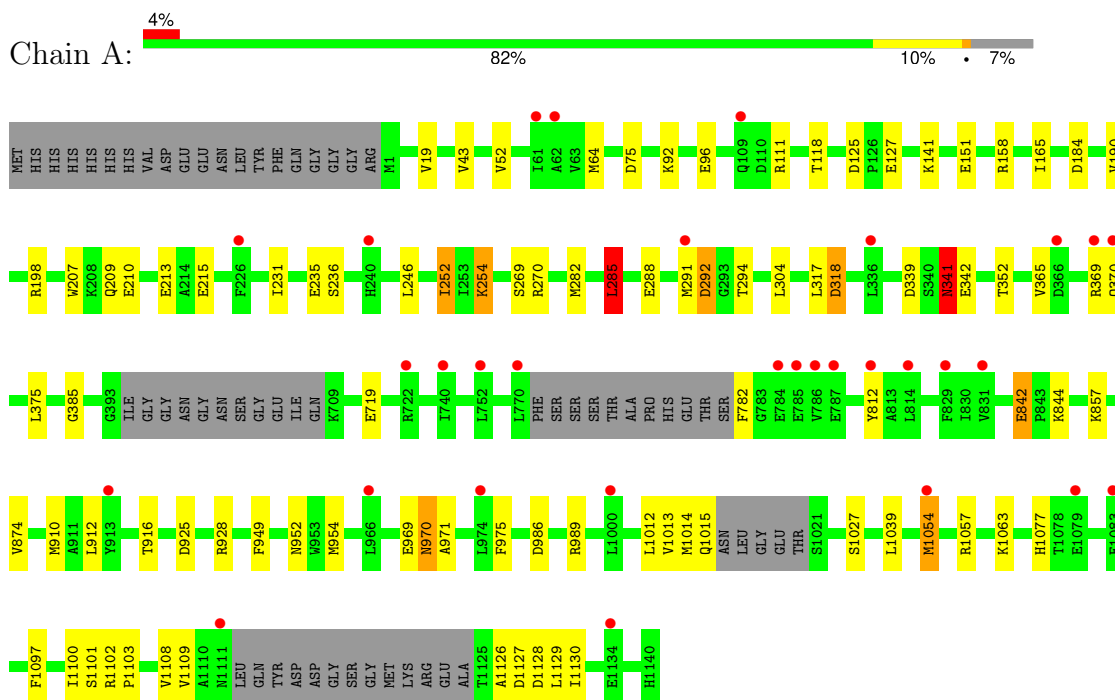 4%
Chain A:
82% 10% • 7%
MET HIS HIS HIS HIS HIS HIS VAL ASP GLU GLU ASN LEU TYR PHE GLN GLY GLY GLY ARG M1 V19 V43 V52 I61 A62 V63 M64 D75 K92 E96 Q109 D110 R111 T118 D125 P126 E127 K141 E151 R158 I165 D184 V190
R198 W207 K208 Q209 E210 E213 A214 E215 F226 I231 E235 S236 H240 L246 I252 I253 K254 S269 R270 M282 L285 E288 M291 D292 G293 T294 L304 L317 D318 L336 D339 S340 N341 E342 T352 V365 D366 R369
L375 G385 G393 ILE GLY GLY ASN GLY ASN SER GLY GLU ILE GLN K709 E719 R722 I740 L752 L770 PHE SER SER SER THR ALA PRO HIS GLU THR SER F782 G783 E784 E785 V786 E787 Y812 A813 L814 F829 I830 V831 E842 P843 K844 K857
V874 M910 A911 L912 Y913 T916 D925 R928 F949 N952 W953 M954 L966 E969 N970 A971 L974 F975 D986 R989 L1000 L1012 V1013 M1014 Q1015 ASN LEU GLY GLU THR S1021 S1027 L1039 M1054 R1057 K1063 H1077 T1078 E1079
F1097 I1100 S1101 R1102 P1103 V1108 V1109 A1110 N1111 LEU GLN TYR ASP ASP GLY SER GLY MET LYS ARG GLU ALA T1125 A1126 D1127 D1128 L1129 I1130 E1134 H1140